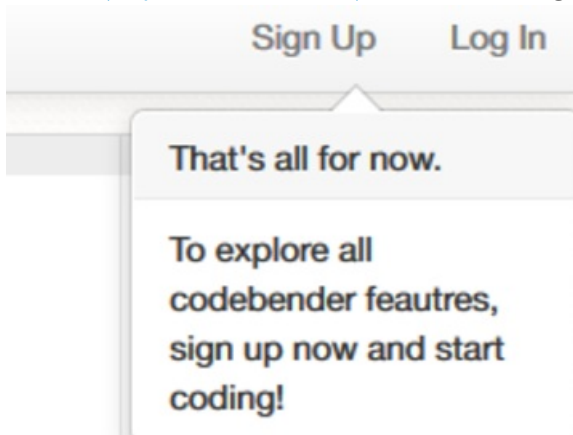 Sign Up Log In
That's all for now.
To explore all
codebender feautres,
sign up now and start
coding!